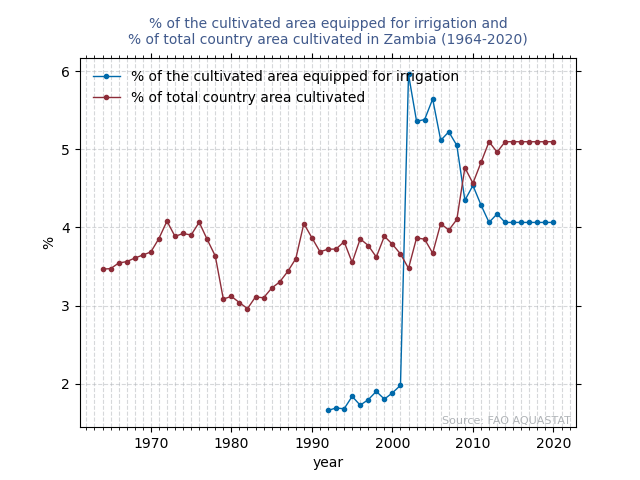 % of the cultivated area equipped for irrigation and
% of total country area cultivated in Zambia (1964-2020)
% of the cultivated area equipped for irrigation
% of total country area cultivated
6
5
4
3
2
%
Source: FAO AQUASTAT
1970 1980 1990 2000 2010 2020
year